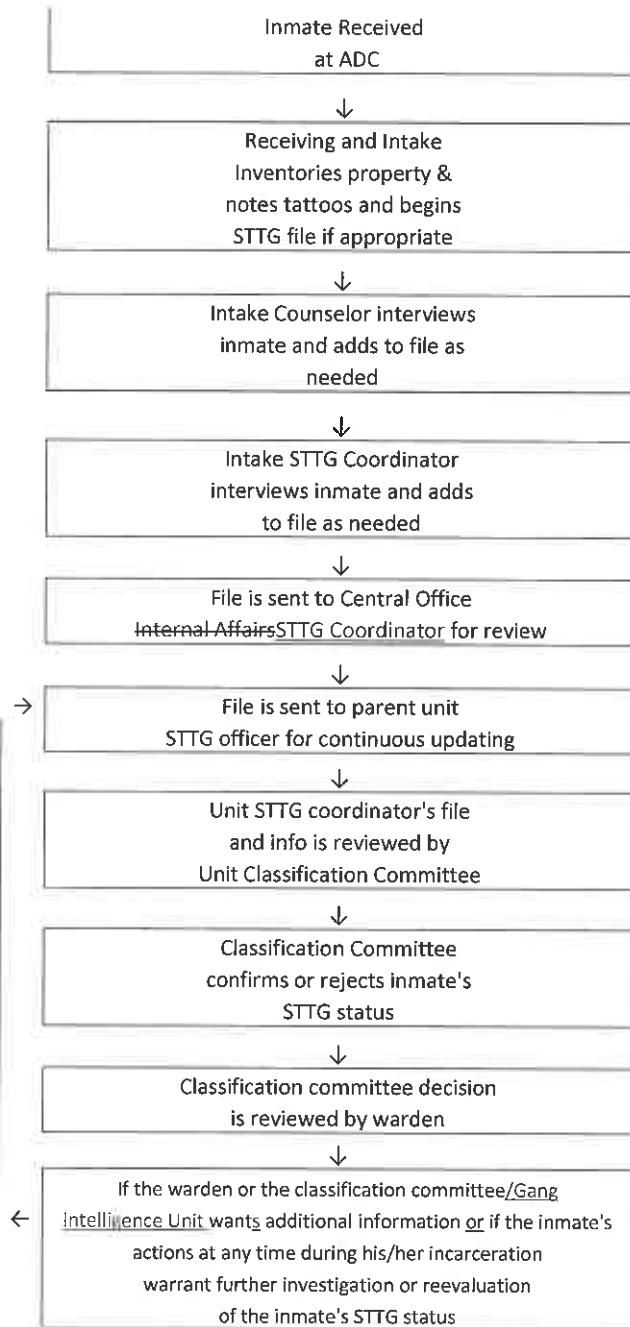 Inmate Received
at ADC
↓
Receiving and Intake
Inventories property &
notes tattoos and begins
STTG file if appropriate
↓
Intake Counselor interviews
inmate and adds to file as
needed
↓
Intake STTG Coordinator
interviews inmate and adds
to file as needed
↓
File is sent to Central Office
Internal AffairsSTTG Coordinator for review
↓
→ File is sent to parent unit
STTG officer for continuous updating
↓
Unit STTG coordinator's file
and info is reviewed by
Unit Classification Committee
↓
Classification Committee
confirms or rejects inmate's
STTG status
↓
Classification committee decision
is reviewed by warden
↓
If the warden or the classification committee/Gang
← Intelligence Unit wants additional information or if the inmate's
actions at any time during his/her incarceration
warrant further investigation or reevaluation
of the inmate's STTG status